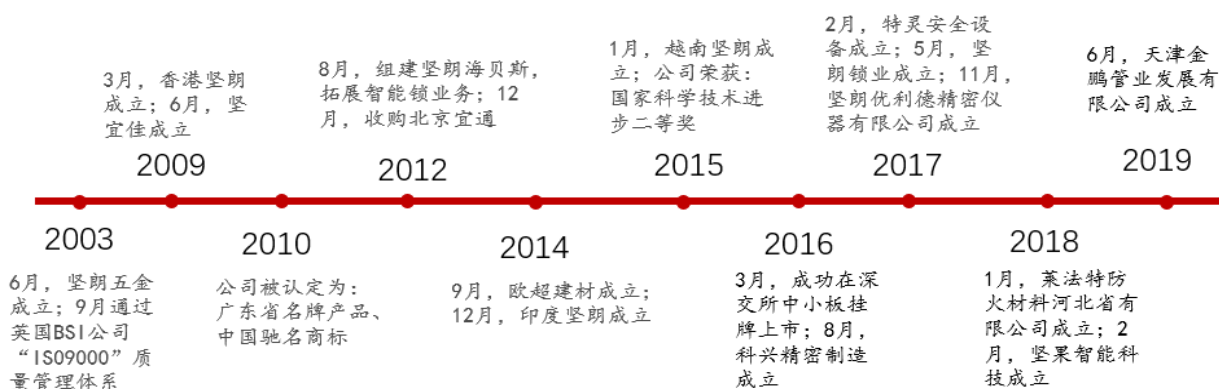 3月，香港坚朗
成立；6月，坚
宜佳成立
2009
8月，组建坚朗海贝斯，
拓展智能锁业务；12
月，收购北京宜通
2012
1月，越南坚朗成
立；公司荣获：
国家科学技术进
步二等奖
2015
2月，特灵安全设
备成立；5月，坚
朗锁业成立；11月，
坚朗优利德精密仪
器有限公司成立
2017
6月，天津金
鹏管业发展有
限公司成立
2019
2003
6月，坚朗五金
成立；9月通过
英国BSI公司
“ISO9000”质
量管理体系
2010
公司被认定为：
广东省名牌产品、
中国驰名商标
2014
9月，欧超建材成立；
12月，印度坚朗成立
2016
3月，成功在深
交所中小板挂
牌上市；8月，
科兴精密制造
成立
2018
1月，莱法特防
火材料河北省有
限公司成立；2
月，坚果智能科
技成立